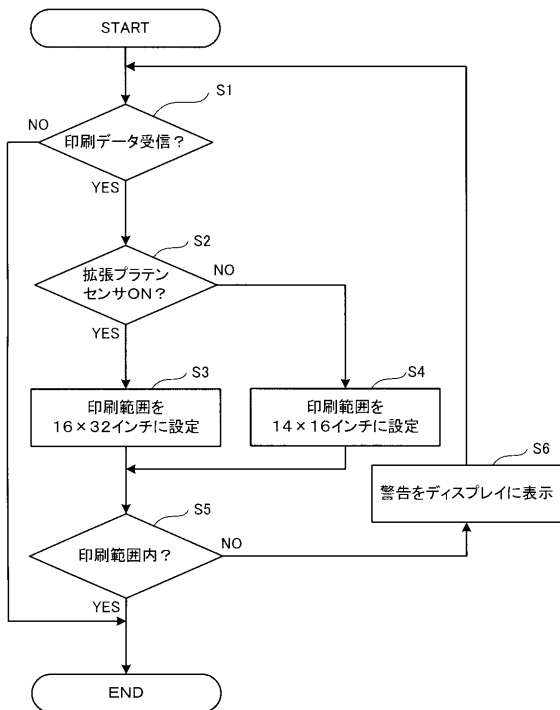 START
S1
NO
印刷データ受信？
YES
S2
拡張プラテン
センサON？
NO
YES
S3
印刷範囲を
16×32インチに設定
S4
印刷範囲を
14×16インチに設定
S6
警告をディスプレイに表示
S5
印刷範囲内？
NO
YES
END